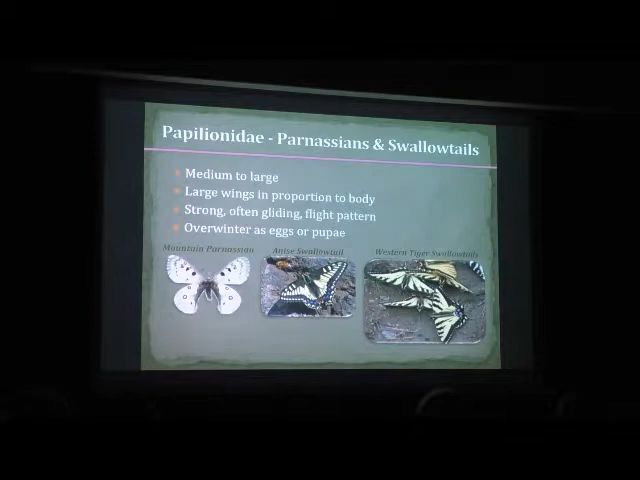 Papilionidae - Parnassians & Swallowtails
Medium to large
Large wings in proportion to body
Strong, often gliding, flight pattern
Overwinter as eggs or pupae
Mountain Parnassian Anise Swallowtail Western Tiger Swallowtails